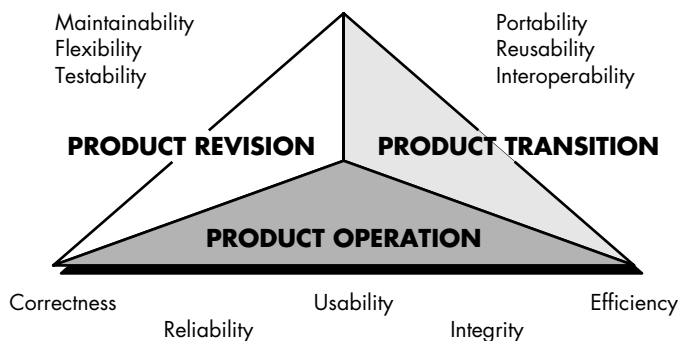 Maintainability
Flexibility
Testability
Portability
Reusability
Interoperability
PRODUCT REVISION
PRODUCT TRANSITION
PRODUCT OPERATION
Correctness
Usability
Efficiency
Reliability
Integrity